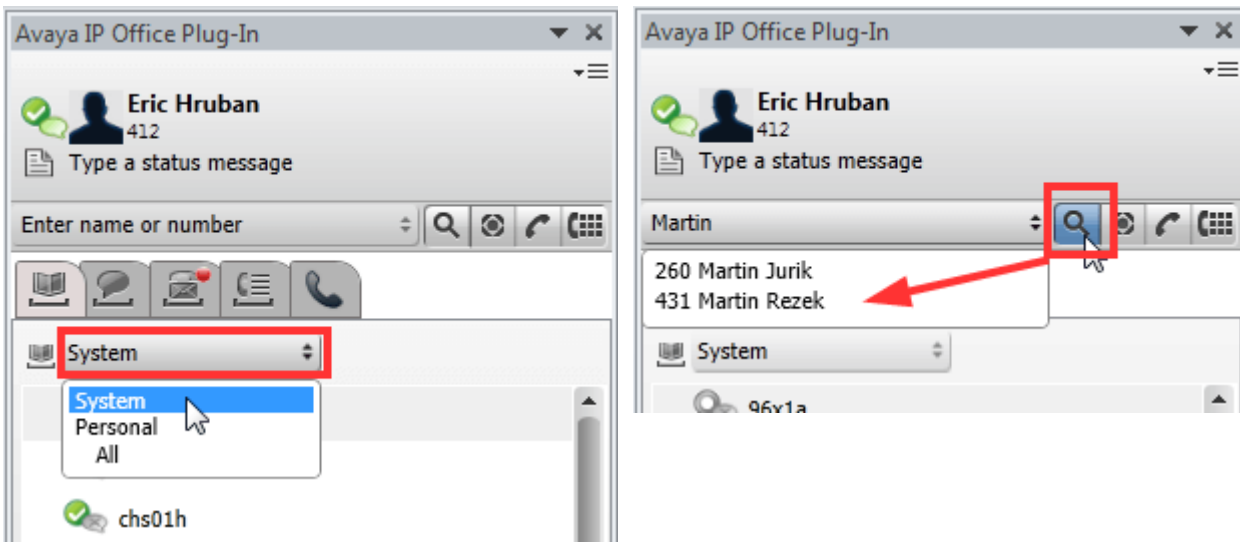 Avaya IP Office Plug-In
Eric Hruban
412
Type a status message
Enter name or number
System
System
Personal
All
chs01h
Avaya IP Office Plug-In
Eric Hruban
412
Type a status message
Martin
260 Martin Jurik
431 Martin Rezek
System
96x1a